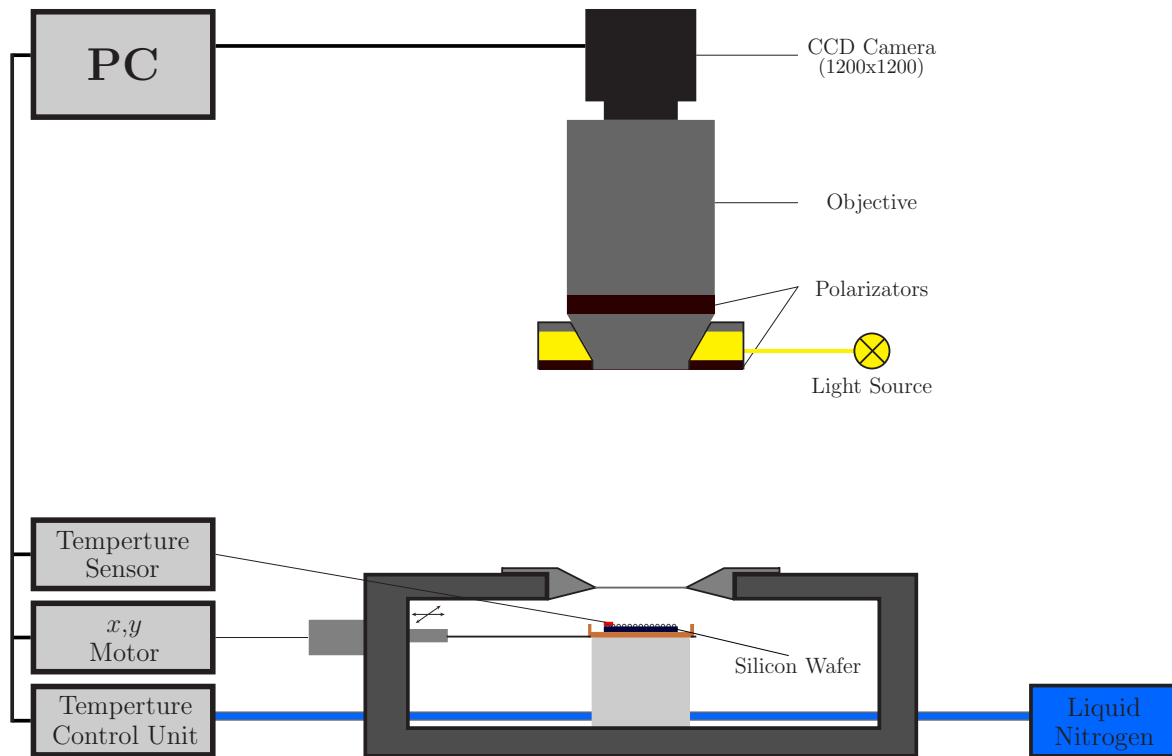 PC
CCD Camera
(1200x1200)
Objective
Polarizators
Light Source
Temperture
Sensor
x,y
Motor
Silicon Wafer
Temperture
Control Unit
Liquid
Nitrogen